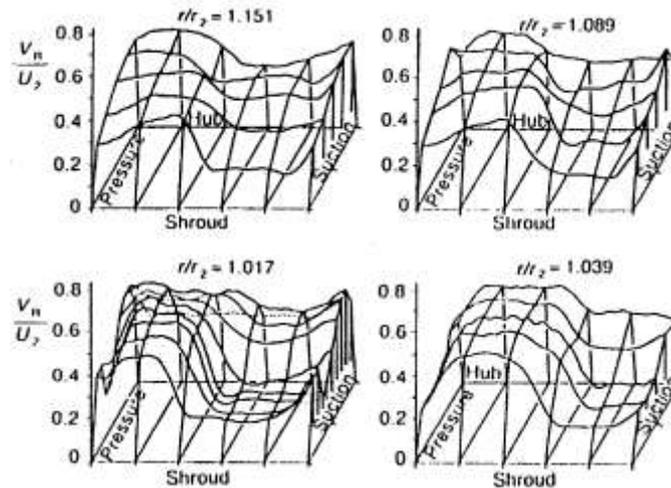 r/r₂ = 1.151
V_R
U₂
0.8
0.6
0.4
0.2
0
Pressure
Hub
Suction
Shroud
r/r₂ = 1.089
0.8
0.6
0.4
0.2
0
Pressure
Hub
Suction
Shroud
r/r₂ = 1.017
V_R
U₂
0.8
0.6
0.4
0.2
0
Pressure
Suction
Shroud
r/r₂ = 1.039
0.8
0.6
0.4
0.2
0
Hub
Pressure
Suction
Shroud